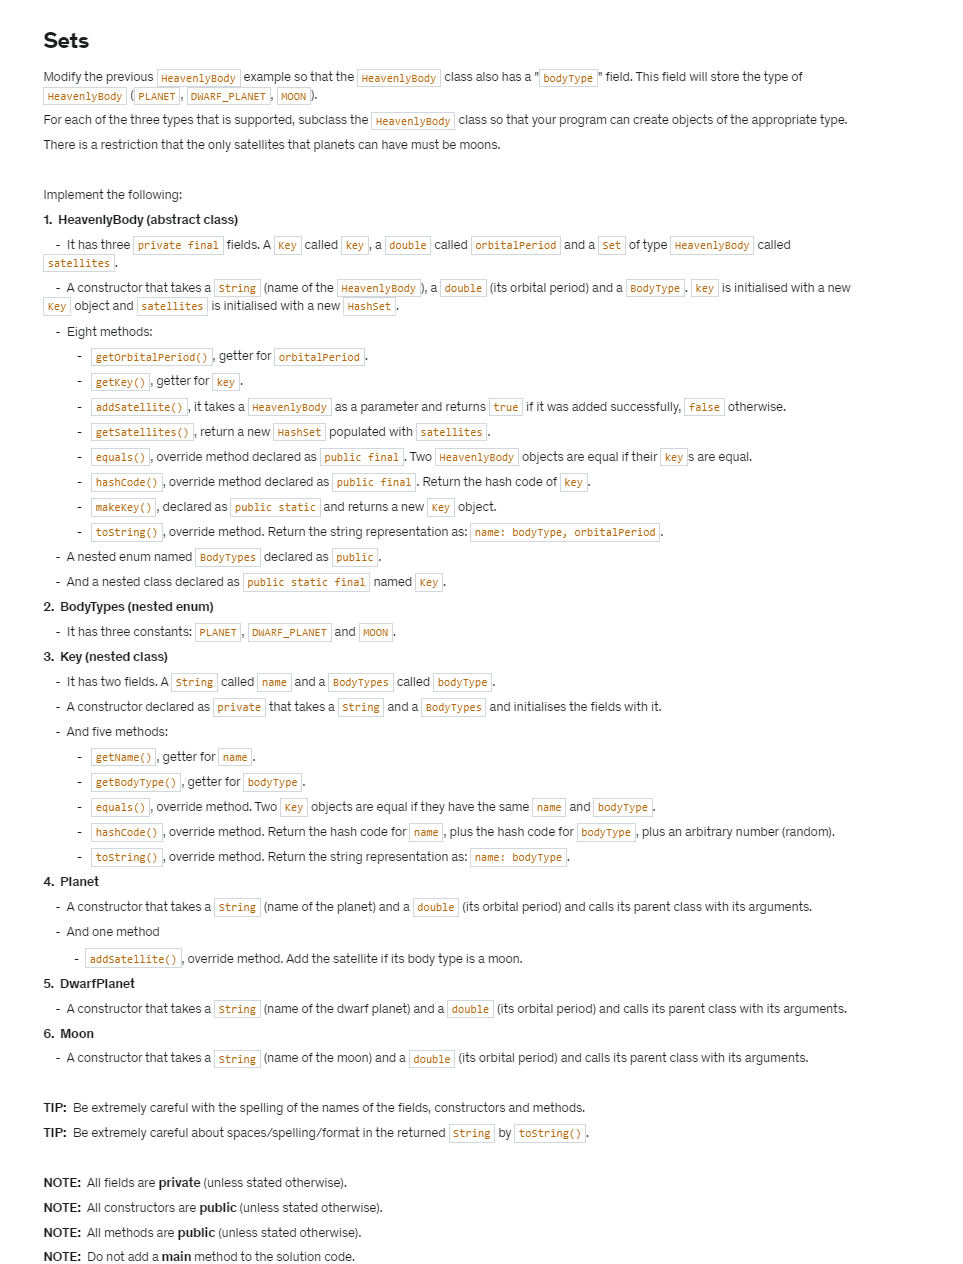 Sets
Modify the previous HeavenlyBody example so that the HeavenlyBody class also has a "bodyType" field. This field will store the type of
HeavenlyBody (PLANET, DWARF_PLANET, MOON).
For each of the three types that is supported, subclass the HeavenlyBody class so that your program can create objects of the appropriate type.
There is a restriction that the only satellites that planets can have must be moons.
Implement the following:
1. HeavenlyBody (abstract class)
- It has three private final fields. A Key called key, a double called orbitalPeriod and a Set of type HeavenlyBody called
satellites.
- A constructor that takes a String (name of the HeavenlyBody), a double (its orbital period) and a BodyType. key is initialised with a new
Key object and satellites is initialised with a new HashSet.
- Eight methods:
- getOrbitalPeriod(), getter for orbitalPeriod.
- getKey(), getter for key.
- addSatellite(), it takes a HeavenlyBody as a parameter and returns true if it was added successfully, false otherwise.
- getSatellites(), return a new HashSet populated with satellites.
- equals(), override method declared as public final. Two HeavenlyBody objects are equal if their keys are equal.
- hashCode(), override method declared as public final. Return the hash code of key.
- makeKey(), declared as public static and returns a new Key object.
- toString(), override method. Return the string representation as: name: bodyType, orbitalPeriod.
- A nested enum named BodyTypes declared as public.
- And a nested class declared as public static final named Key.
2. BodyTypes (nested enum)
- It has three constants: PLANET, DWARF_PLANET and MOON.
3. Key (nested class)
- It has two fields. A String called name and a BodyTypes called bodyType.
- A constructor declared as private that takes a String and a BodyTypes and initialises the fields with it.
- And five methods:
- getName(), getter for name.
- getBodyType(), getter for bodyType.
- equals(), override method. Two Key objects are equal if they have the same name and bodyType.
- hashCode(), override method. Return the hash code for name, plus the hash code for bodyType, plus an arbitrary number (random).
- toString(), override method. Return the string representation as: name: bodyType.
4. Planet
- A constructor that takes a String (name of the planet) and a double (its orbital period) and calls its parent class with its arguments.
- And one method
- addSatellite(), override method. Add the satellite if its body type is a moon.
5. DwarfPlanet
- A constructor that takes a String (name of the dwarf planet) and a double (its orbital period) and calls its parent class with its arguments.
6. Moon
- A constructor that takes a String (name of the moon) and a double (its orbital period) and calls its parent class with its arguments.
TIP: Be extremely careful with the spelling of the names of the fields, constructors and methods.
TIP: Be extremely careful about spaces/spelling/format in the returned String by toString().
NOTE: All fields are private (unless stated otherwise).
NOTE: All constructors are public (unless stated otherwise).
NOTE: All methods are public (unless stated otherwise).
NOTE: Do not add a main method to the solution code.